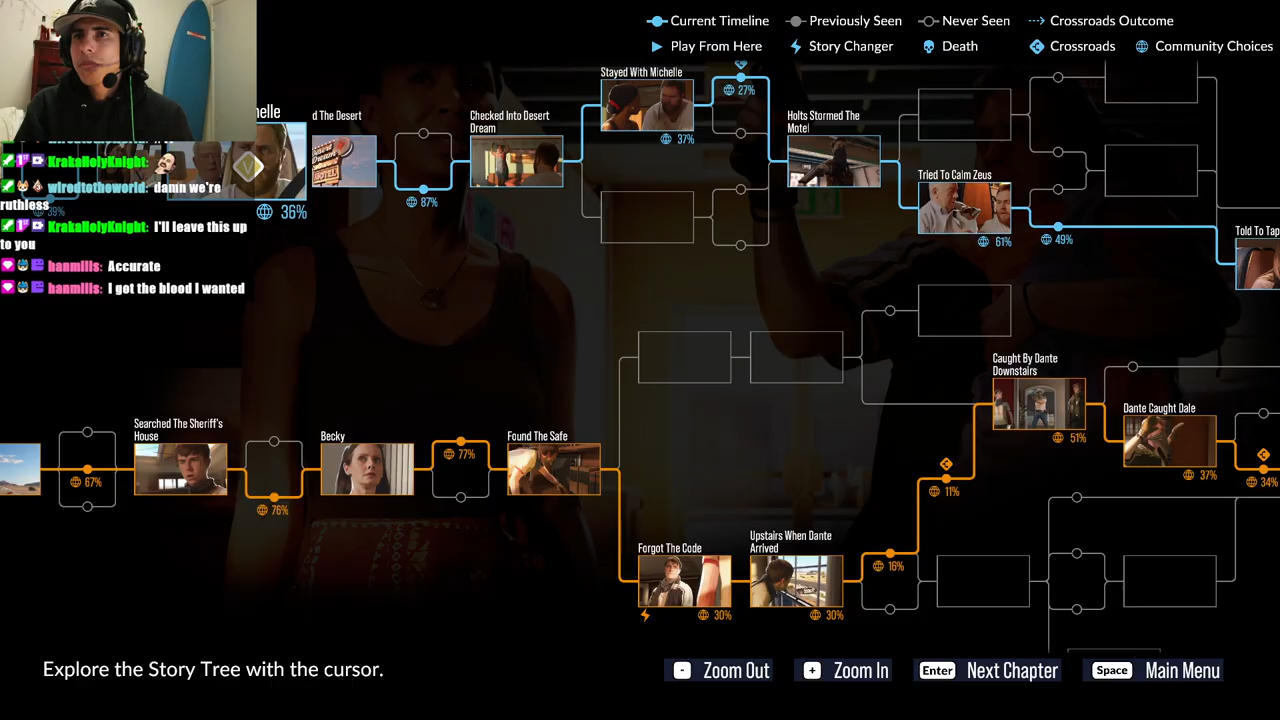 Current Timeline
Previously Seen
Never Seen
Crossroads Outcome
Play From Here
Story Changer
Death
Crossroads
Community Choices
Stayed With Michelle
27%
37%
Holts Stormed The
Motel
d The Desert
Checked Into Desert
Dream
87%
helle
36%
39%
Tried To Calm Zeus
61%
49%
Told To Tap
KrakaHolyKnight:
wiredtotheworld: damn we're
ruthless
KrakaHolyKnight: I'll leave this up
to you
hanmills: Accurate
hanmills: I got the blood I wanted
Caught By Dante
Downstairs
51%
Dante Caught Dale
37%
34%
67%
Searched The Sheriff's
House
76%
Becky
77%
Found The Safe
11%
Forgot The Code
30%
Upstairs When Dante
Arrived
30%
16%
Explore the Story Tree with the cursor.
- Zoom Out
+ Zoom In
Enter Next Chapter
Space Main Menu